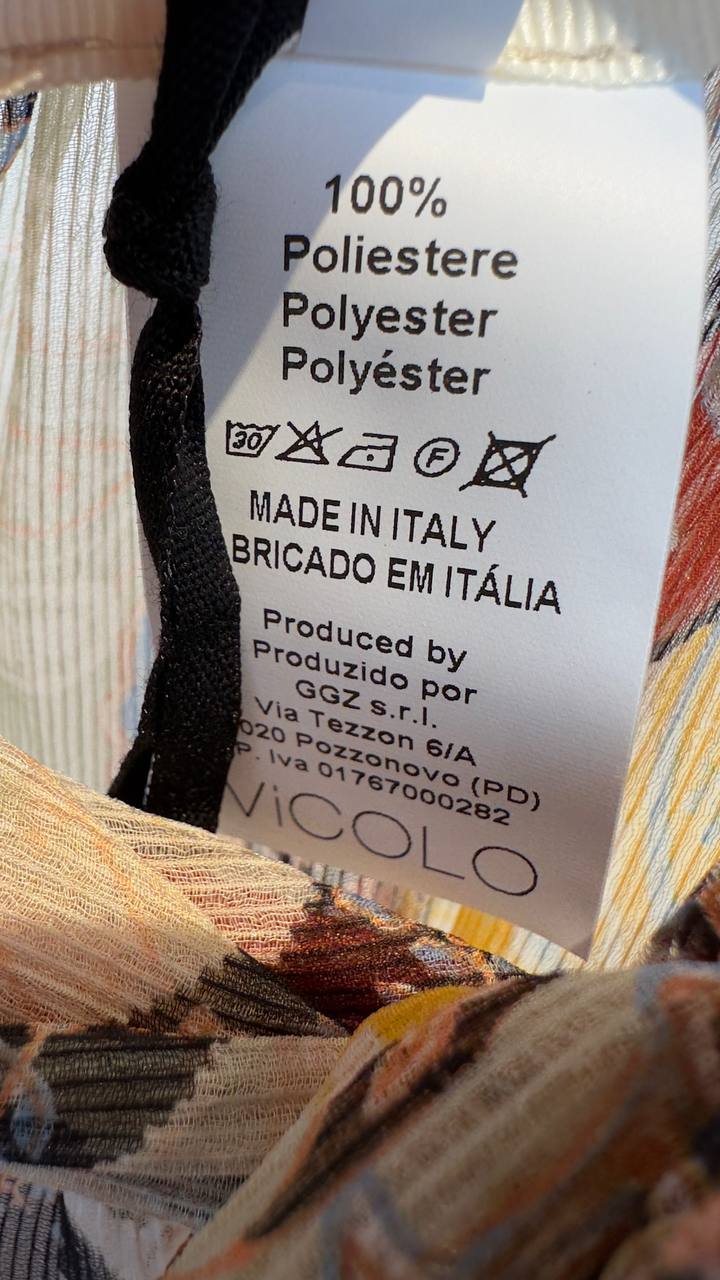 100%
Poliestere
Polyester
Polyéster
30 F
MADE IN ITALY
BRICADO EM ITÁLIA
Produced by
Produzido por
GGZ s.r.l.
Via Tezzon 6/A
020 Pozzonovo (PD)
P. Iva 01767000282
ViCOLO